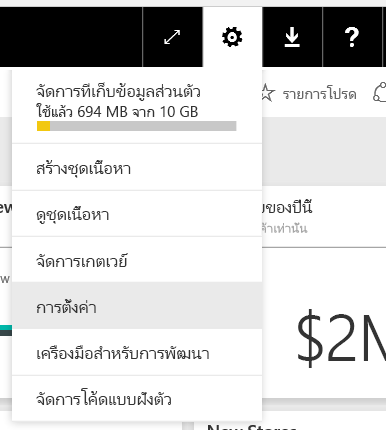 ?
จัดการที่เก็บข้อมูลส่วนตัว
ใช้แล้ว 694 MB จาก 10 GB
รายการโปรด
สร้างชุดเนื้อหา
ดูชุดเนื้อหา
ของปีนี้
ค้าเท่านั้น
จัดการเกตเวย์
การตั้งค่า
$2M
เครื่องมือสำหรับการพัฒนา
จัดการโค้ดแบบฝังตัว
New Stores